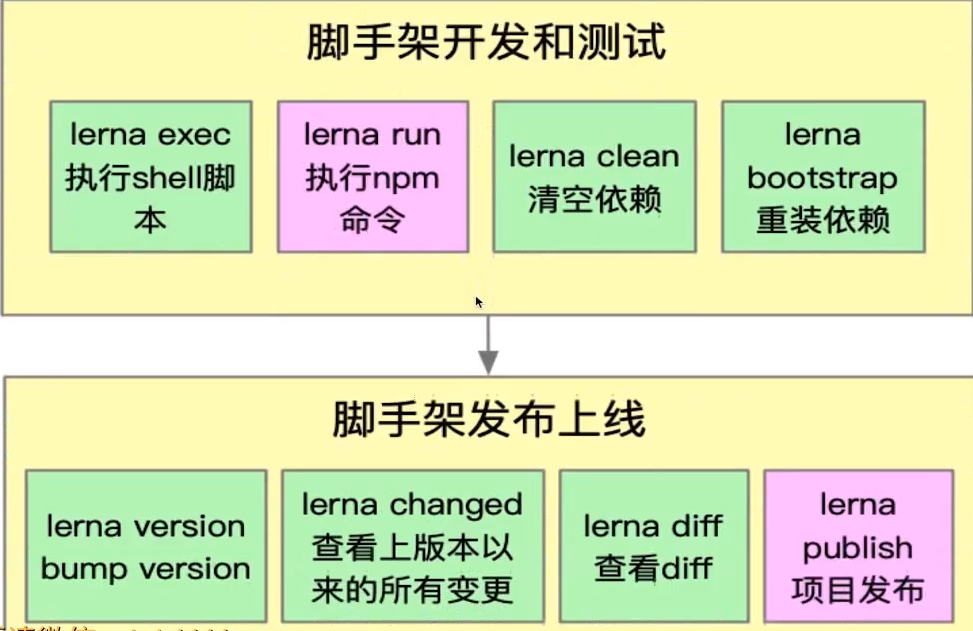 脚手架开发和测试
lerna exec
执行shell脚
本
lerna run
执行npm
命令
lerna clean
清空依赖
lerna
bootstrap
重装依赖
脚手架发布上线
lerna version
bump version
lerna changed
查看上版本以
来的所有变更
lerna diff
查看diff
lerna
publish
项目发布